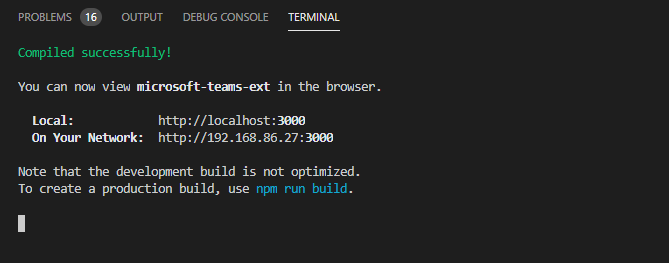 PROBLEMS 16 OUTPUT DEBUG CONSOLE TERMINAL
Compiled successfully!
You can now view microsoft-teams-ext in the browser.
Local: http://localhost:3000
On Your Network: http://192.168.86.27:3000
Note that the development build is not optimized.
To create a production build, use npm run build.